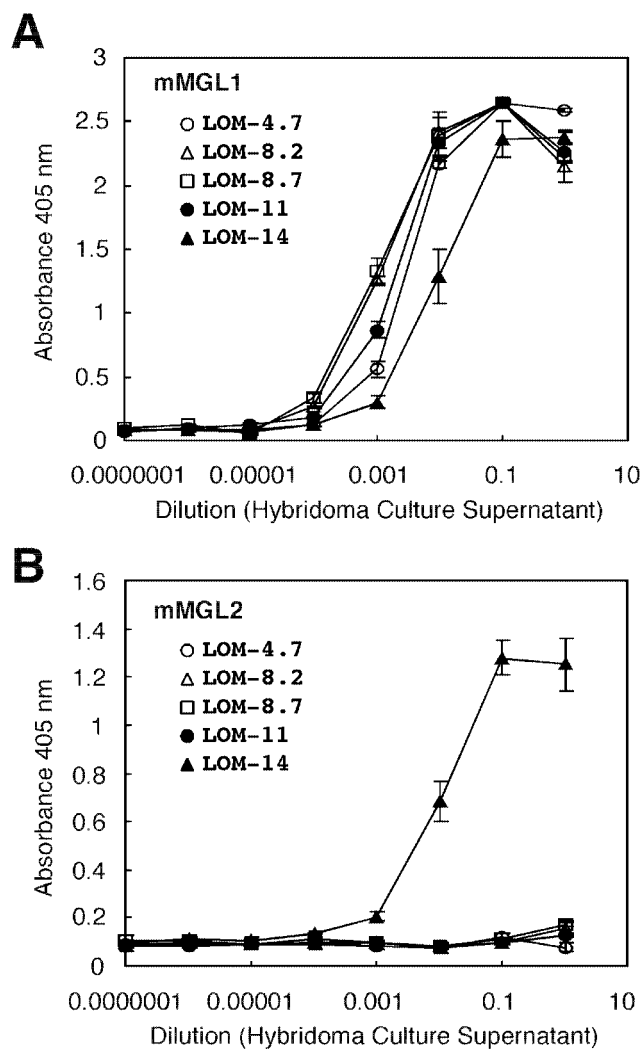 A
3
mMGL1
LOM-4.7
LOM-8.2
LOM-8.7
LOM-11
LOM-14
2.5
2
1.5
1
0.5
0
Absorbance 405 nm
0.0000001 0.00001 0.001 0.1 10
Dilution (Hybridoma Culture Supernatant)
B
1.6
mMGL2
LOM-4.7
LOM-8.2
LOM-8.7
LOM-11
LOM-14
1.4
1.2
1
0.8
0.6
0.4
0.2
0
Absorbance 405 nm
0.0000001 0.00001 0.001 0.1 10
Dilution (Hybridoma Culture Supernatant)